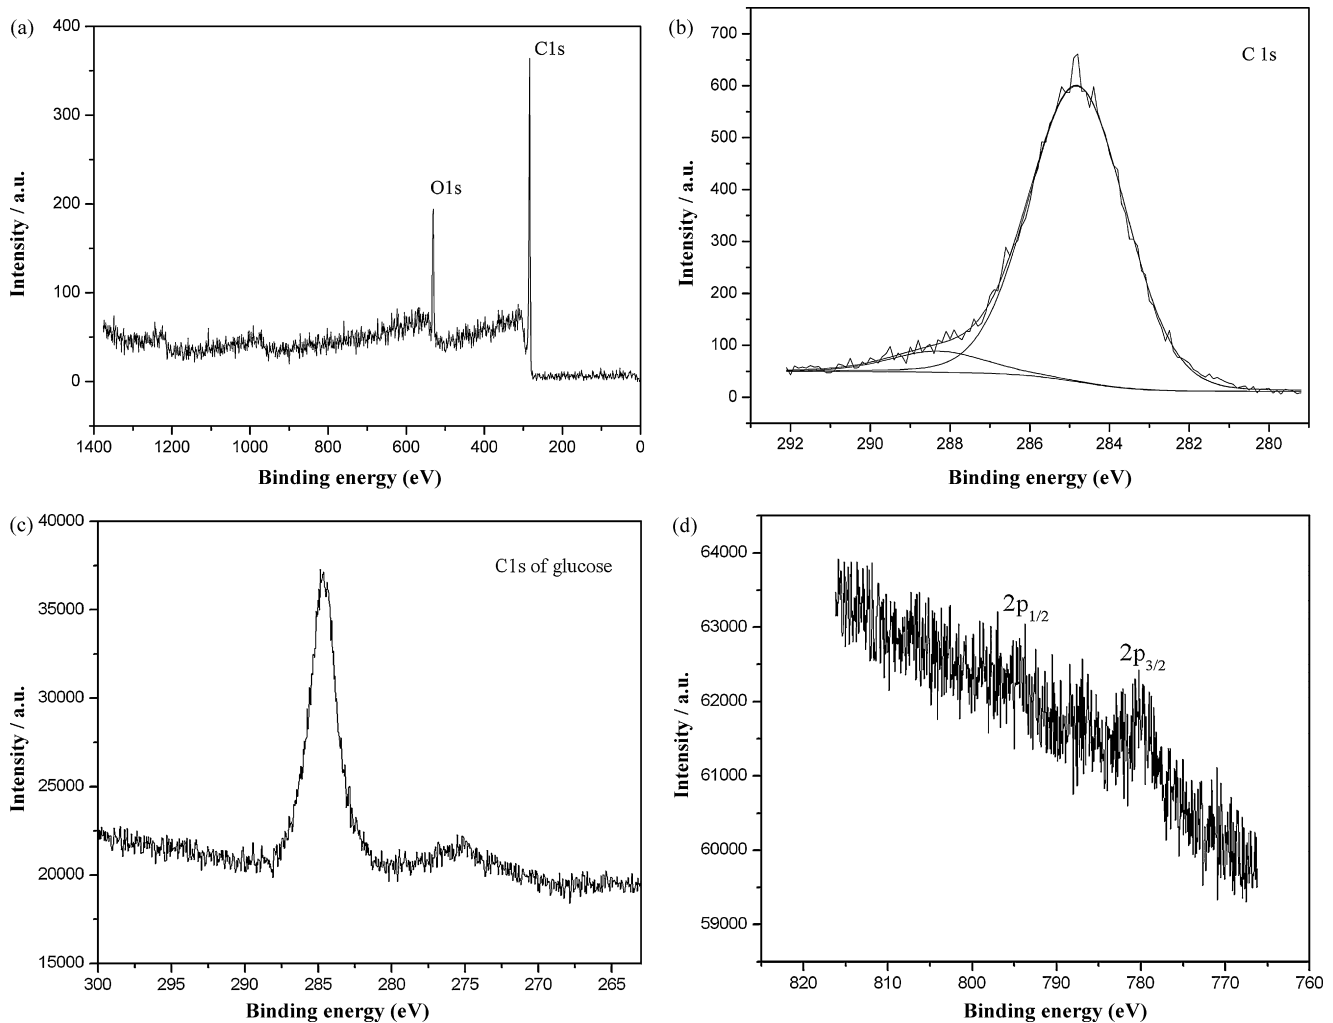 (a)
400
300
200
100
0
C1s
O1s
Intensity / a.u.
1400 1200 1000 800 600 400 200 0
Binding energy (eV)
(b)
700
600
500
400
300
200
100
0
C 1s
Intensity / a.u.
292 290 288 286 284 282 280
Binding energy (eV)
(c)
40000
35000
30000
25000
20000
15000
C1s of glucose
Intensity / a.u.
300 295 290 285 280 275 270 265
Binding energy (eV)
(d)
64000
63000
62000
61000
60000
59000
2p1/2
2p3/2
Intensity / a.u.
820 810 800 790 780 770 760
Binding energy (eV)